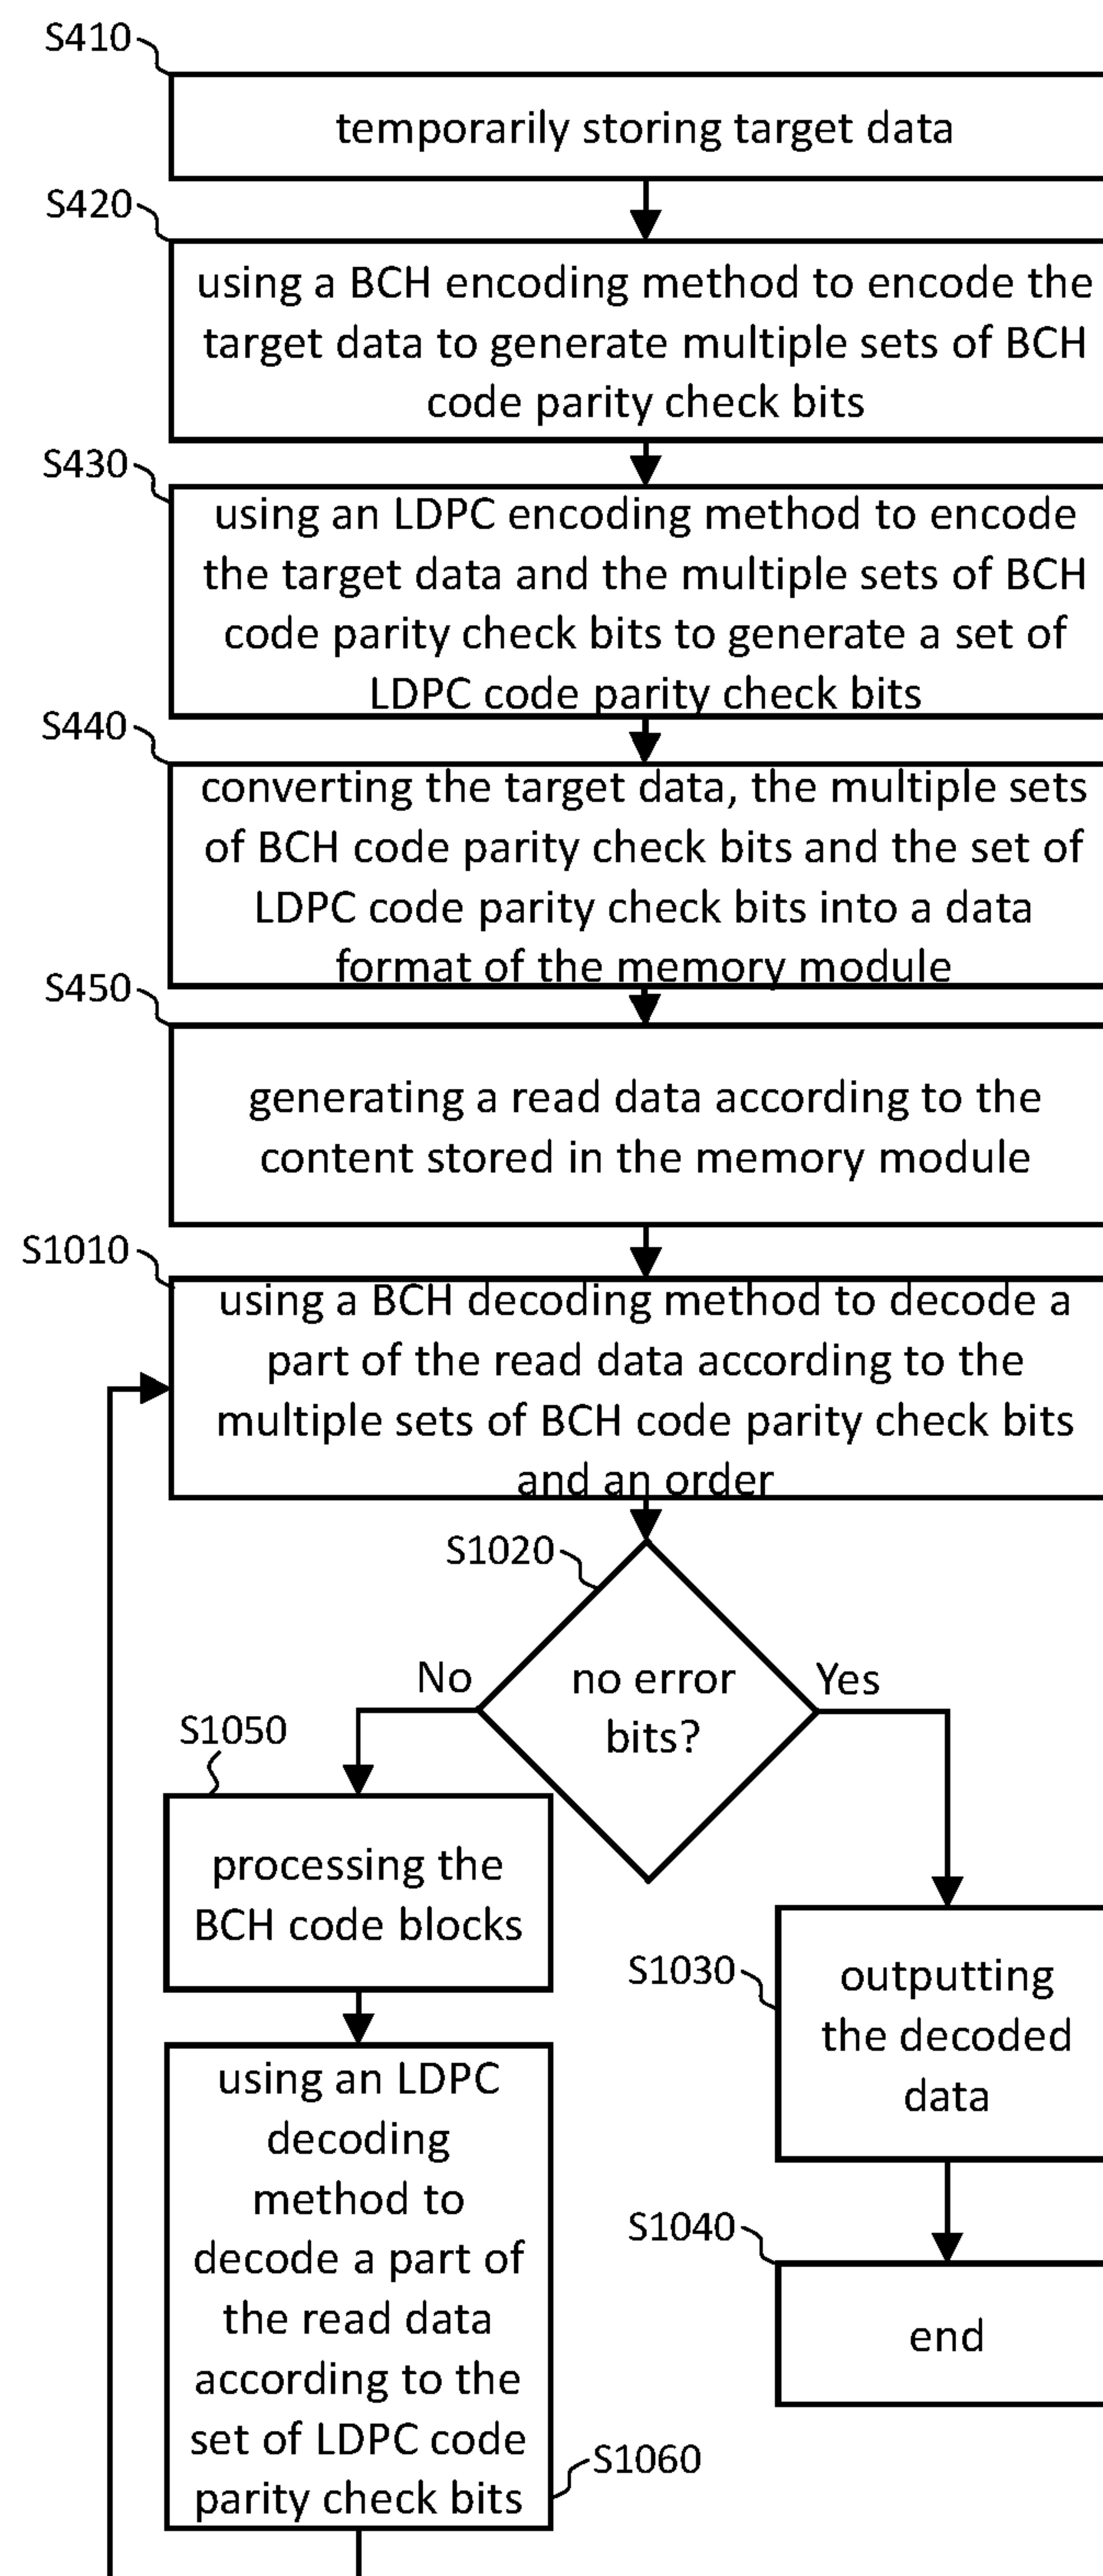 S410
temporarily storing target data
S420
using a BCH encoding method to encode the
target data to generate multiple sets of BCH
code parity check bits
S430
using an LDPC encoding method to encode
the target data and the multiple sets of BCH
code parity check bits to generate a set of
LDPC code parity check bits
S440
converting the target data, the multiple sets
of BCH code parity check bits and the set of
LDPC code parity check bits into a data
format of the memory module
S450
generating a read data according to the
content stored in the memory module
S1010
using a BCH decoding method to decode a
part of the read data according to the
multiple sets of BCH code parity check bits
and an order
S1020
no error
bits?
No
Yes
S1050
processing the
BCH code blocks
S1030
outputting
the decoded
data
using an LDPC
decoding
method to
decode a part of
the read data
according to the
set of LDPC code
parity check bits
S1060
S1040
end